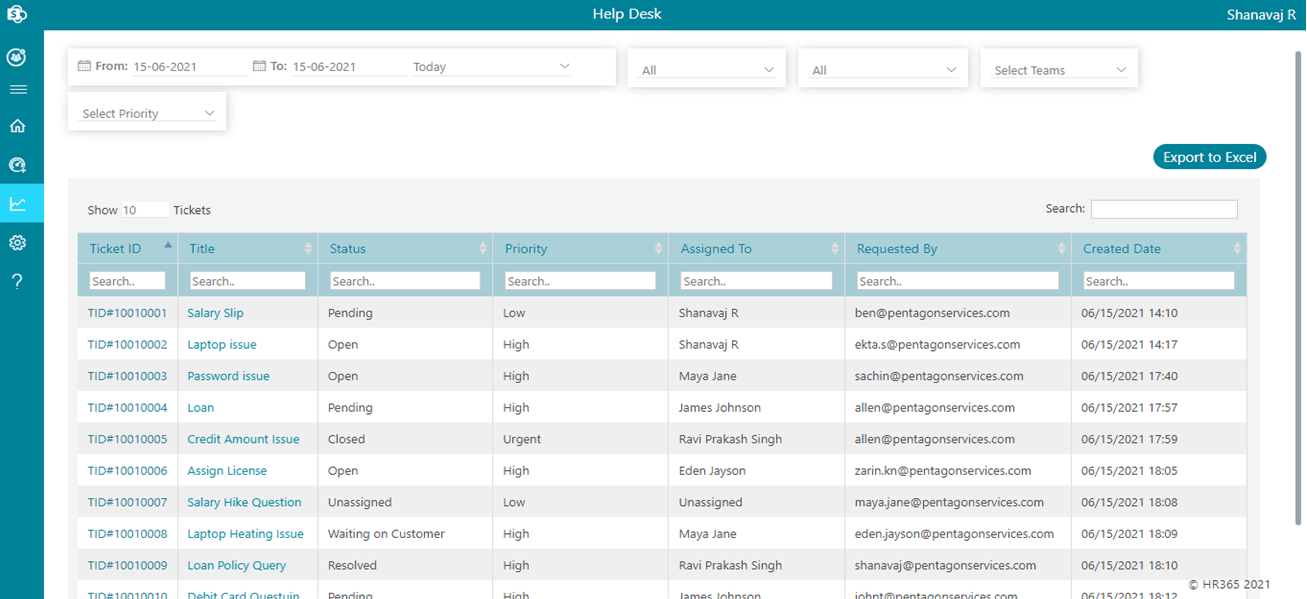 Help Desk
Shanavaj R
From: 15-06-2021 To: 15-06-2021 Today All All Select Teams
Select Priority
Export to Excel
Show 10 Tickets Search:
Ticket ID Title Status Priority Assigned To Requested By Created Date
Search.. Search.. Search.. Search.. Search.. Search.. Search..
TID#10010001 Salary Slip Pending Low Shanavaj R ben@pentagonservices.com 06/15/2021 14:10
TID#10010002 Laptop issue Open High Shanavaj R ekta.s@pentagonservices.com 06/15/2021 14:17
TID#10010003 Password issue Open High Maya Jane sachin@pentagonservices.com 06/15/2021 17:40
TID#10010004 Loan Pending High James Johnson allen@pentagonservices.com 06/15/2021 17:57
TID#10010005 Credit Amount Issue Closed Urgent Ravi Prakash Singh allen@pentagonservices.com 06/15/2021 17:59
TID#10010006 Assign License Open High Eden Jayson zarin.kn@pentagonservices.com 06/15/2021 18:05
TID#10010007 Salary Hike Question Unassigned Low Unassigned maya.jane@pentagonservices.com 06/15/2021 18:08
TID#10010008 Laptop Heating Issue Waiting on Customer High Maya Jane eden.jayson@pentagonservices.com 06/15/2021 18:09
TID#10010009 Loan Policy Query Resolved High Ravi Prakash Singh shanavaj@pentagonservices.com 06/15/2021 18:10
TID#10010010 Debit Card Questuin Pending High James Johnson johnt@pentagonservices.com 06/15/2021 18:12
© HR365 2021